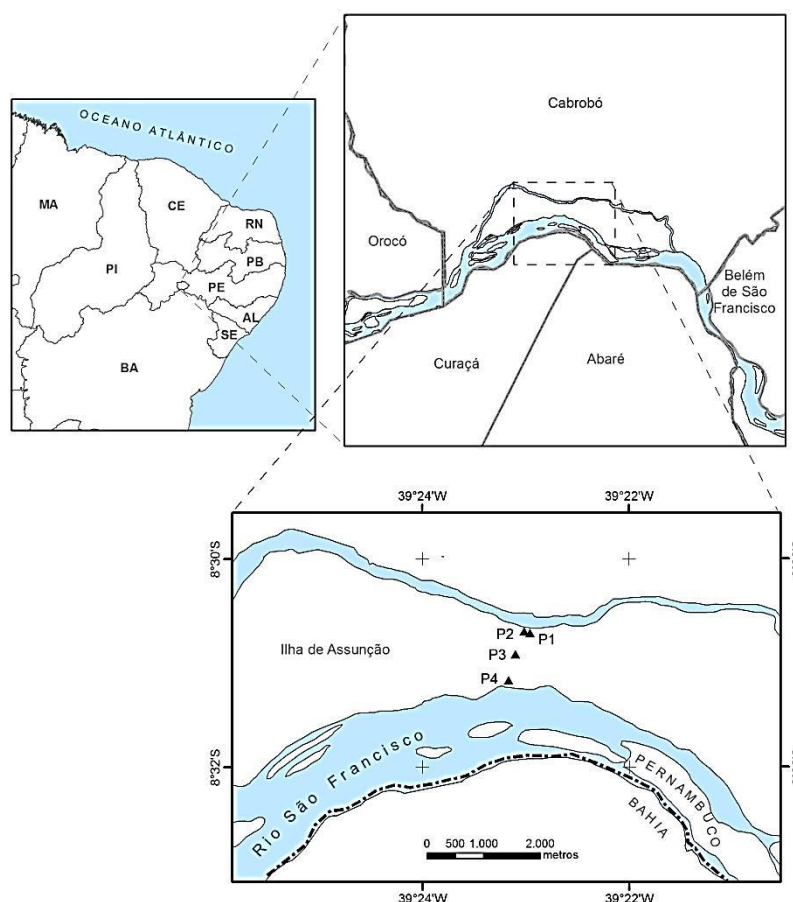 OCEANO ATLÂNTICO
MA
CE
RN
PB
PI
PE
AL
SE
BA
Cabrobó
Orocó
Belém
de São
Francisco
Curaçá
Abaré
39°24'W
39°22'W
8°30'S
P2
P1
Ilha de Assunção
P3
P4
8°32'S
Rio São Francisco
PERNAMBUCO
BAHIA
0 500 1.000 2.000
metros
39°24'W
39°22'W